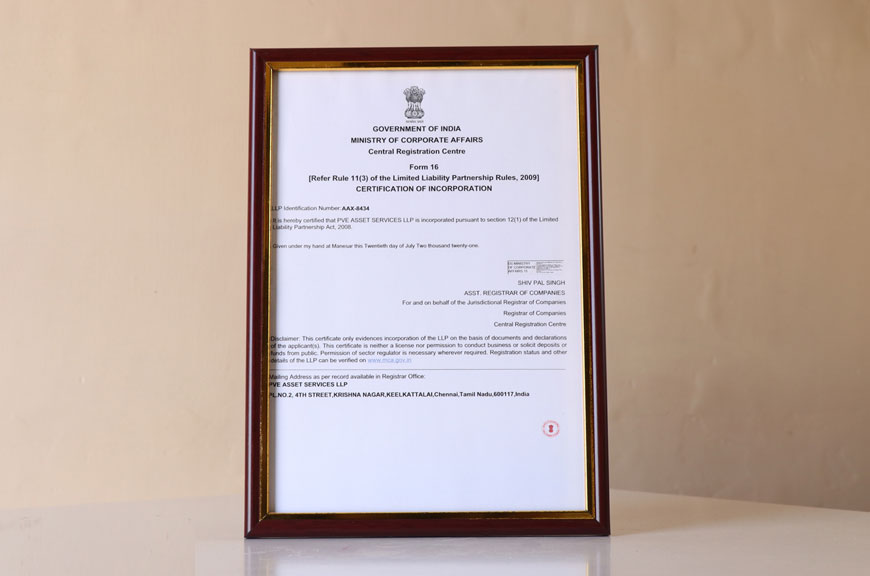 GOVERNMENT OF INDIA
MINISTRY OF CORPORATE AFFAIRS
Central Registration Centre
Form 16
[Refer Rule 11(3) of the Limited Liability Partnership Rules, 2009]
CERTIFICATION OF INCORPORATION
LLP Identification Number:AAX-8434
It is hereby certified that PVE ASSET SERVICES LLP is incorporated pursuant to section 12(1) of the Limited
Liability Partnership Act, 2008.
Given under my hand at Manesar this Twentieth day of July Two thousand twenty-one.
DS MINISTRY
OF CORPORATE
AFFAIRS 10
SHIV PAL SINGH
ASST. REGISTRAR OF COMPANIES
For and on behalf of the Jurisdictional Registrar of Companies
Registrar of Companies
Central Registration Centre
Disclaimer: This certificate only evidences incorporation of the LLP on the basis of documents and declarations
of the applicant(s). This certificate is neither a license nor permission to conduct business or solicit deposits or
funds from public. Permission of sector regulator is necessary wherever required. Registration status and other
details of the LLP can be verified on www.mca.gov.in
Mailing Address as per record available in Registrar Office:
PVE ASSET SERVICES LLP
PL.NO.2, 4TH STREET,KRISHNA NAGAR,KEELKATTALAI,Chennai,Tamil Nadu,600117,India